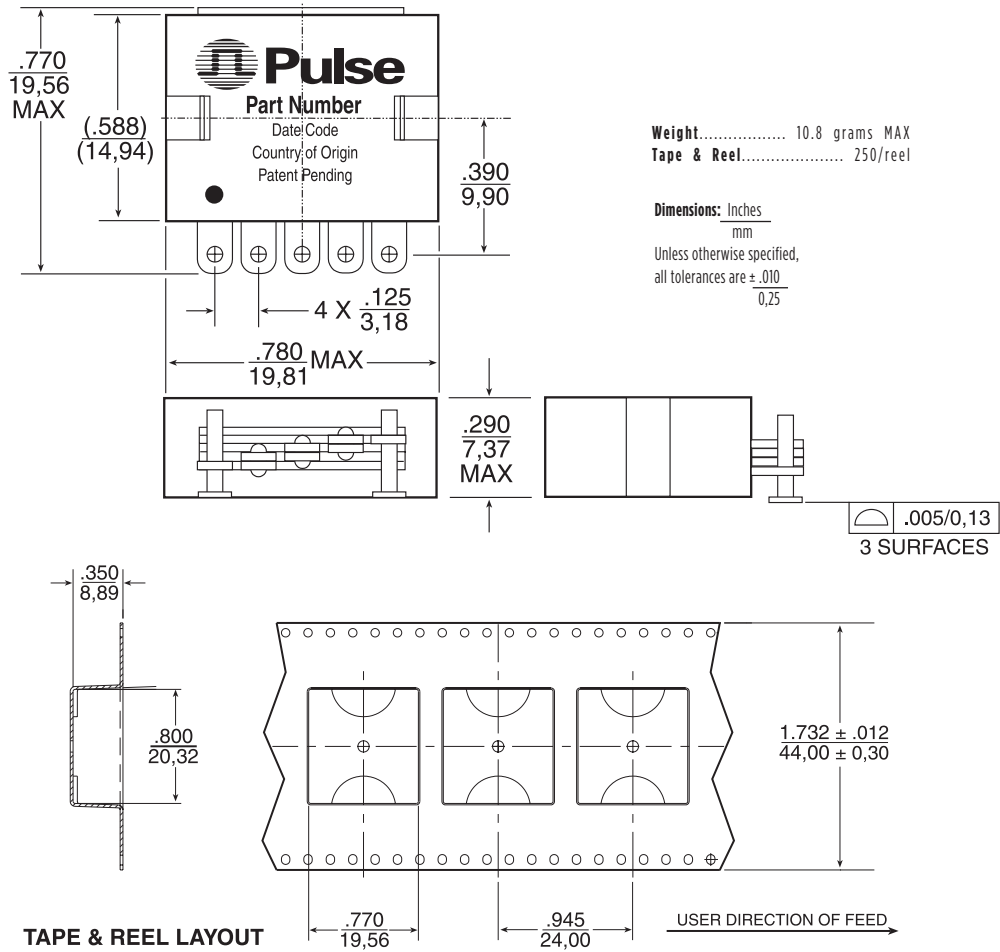 .770
19,56
MAX
(.588)
(14,94)
Pulse
Part Number
Date Code
Country of Origin
Patent Pending
.390
9,90
Weight................. 10.8 grams MAX
Tape & Reel..................... 250/reel
Dimensions: Inches
mm
Unless otherwise specified,
all tolerances are ± .010
0,25
4 X .125
3,18
.780 MAX
19,81
.290
7,37
MAX
.005/0,13
3 SURFACES
.350
8,89
.800
20,32
1.732 ± .012
44,00 ± 0,30
.770
19,56
.945
24,00
USER DIRECTION OF FEED
TAPE & REEL LAYOUT